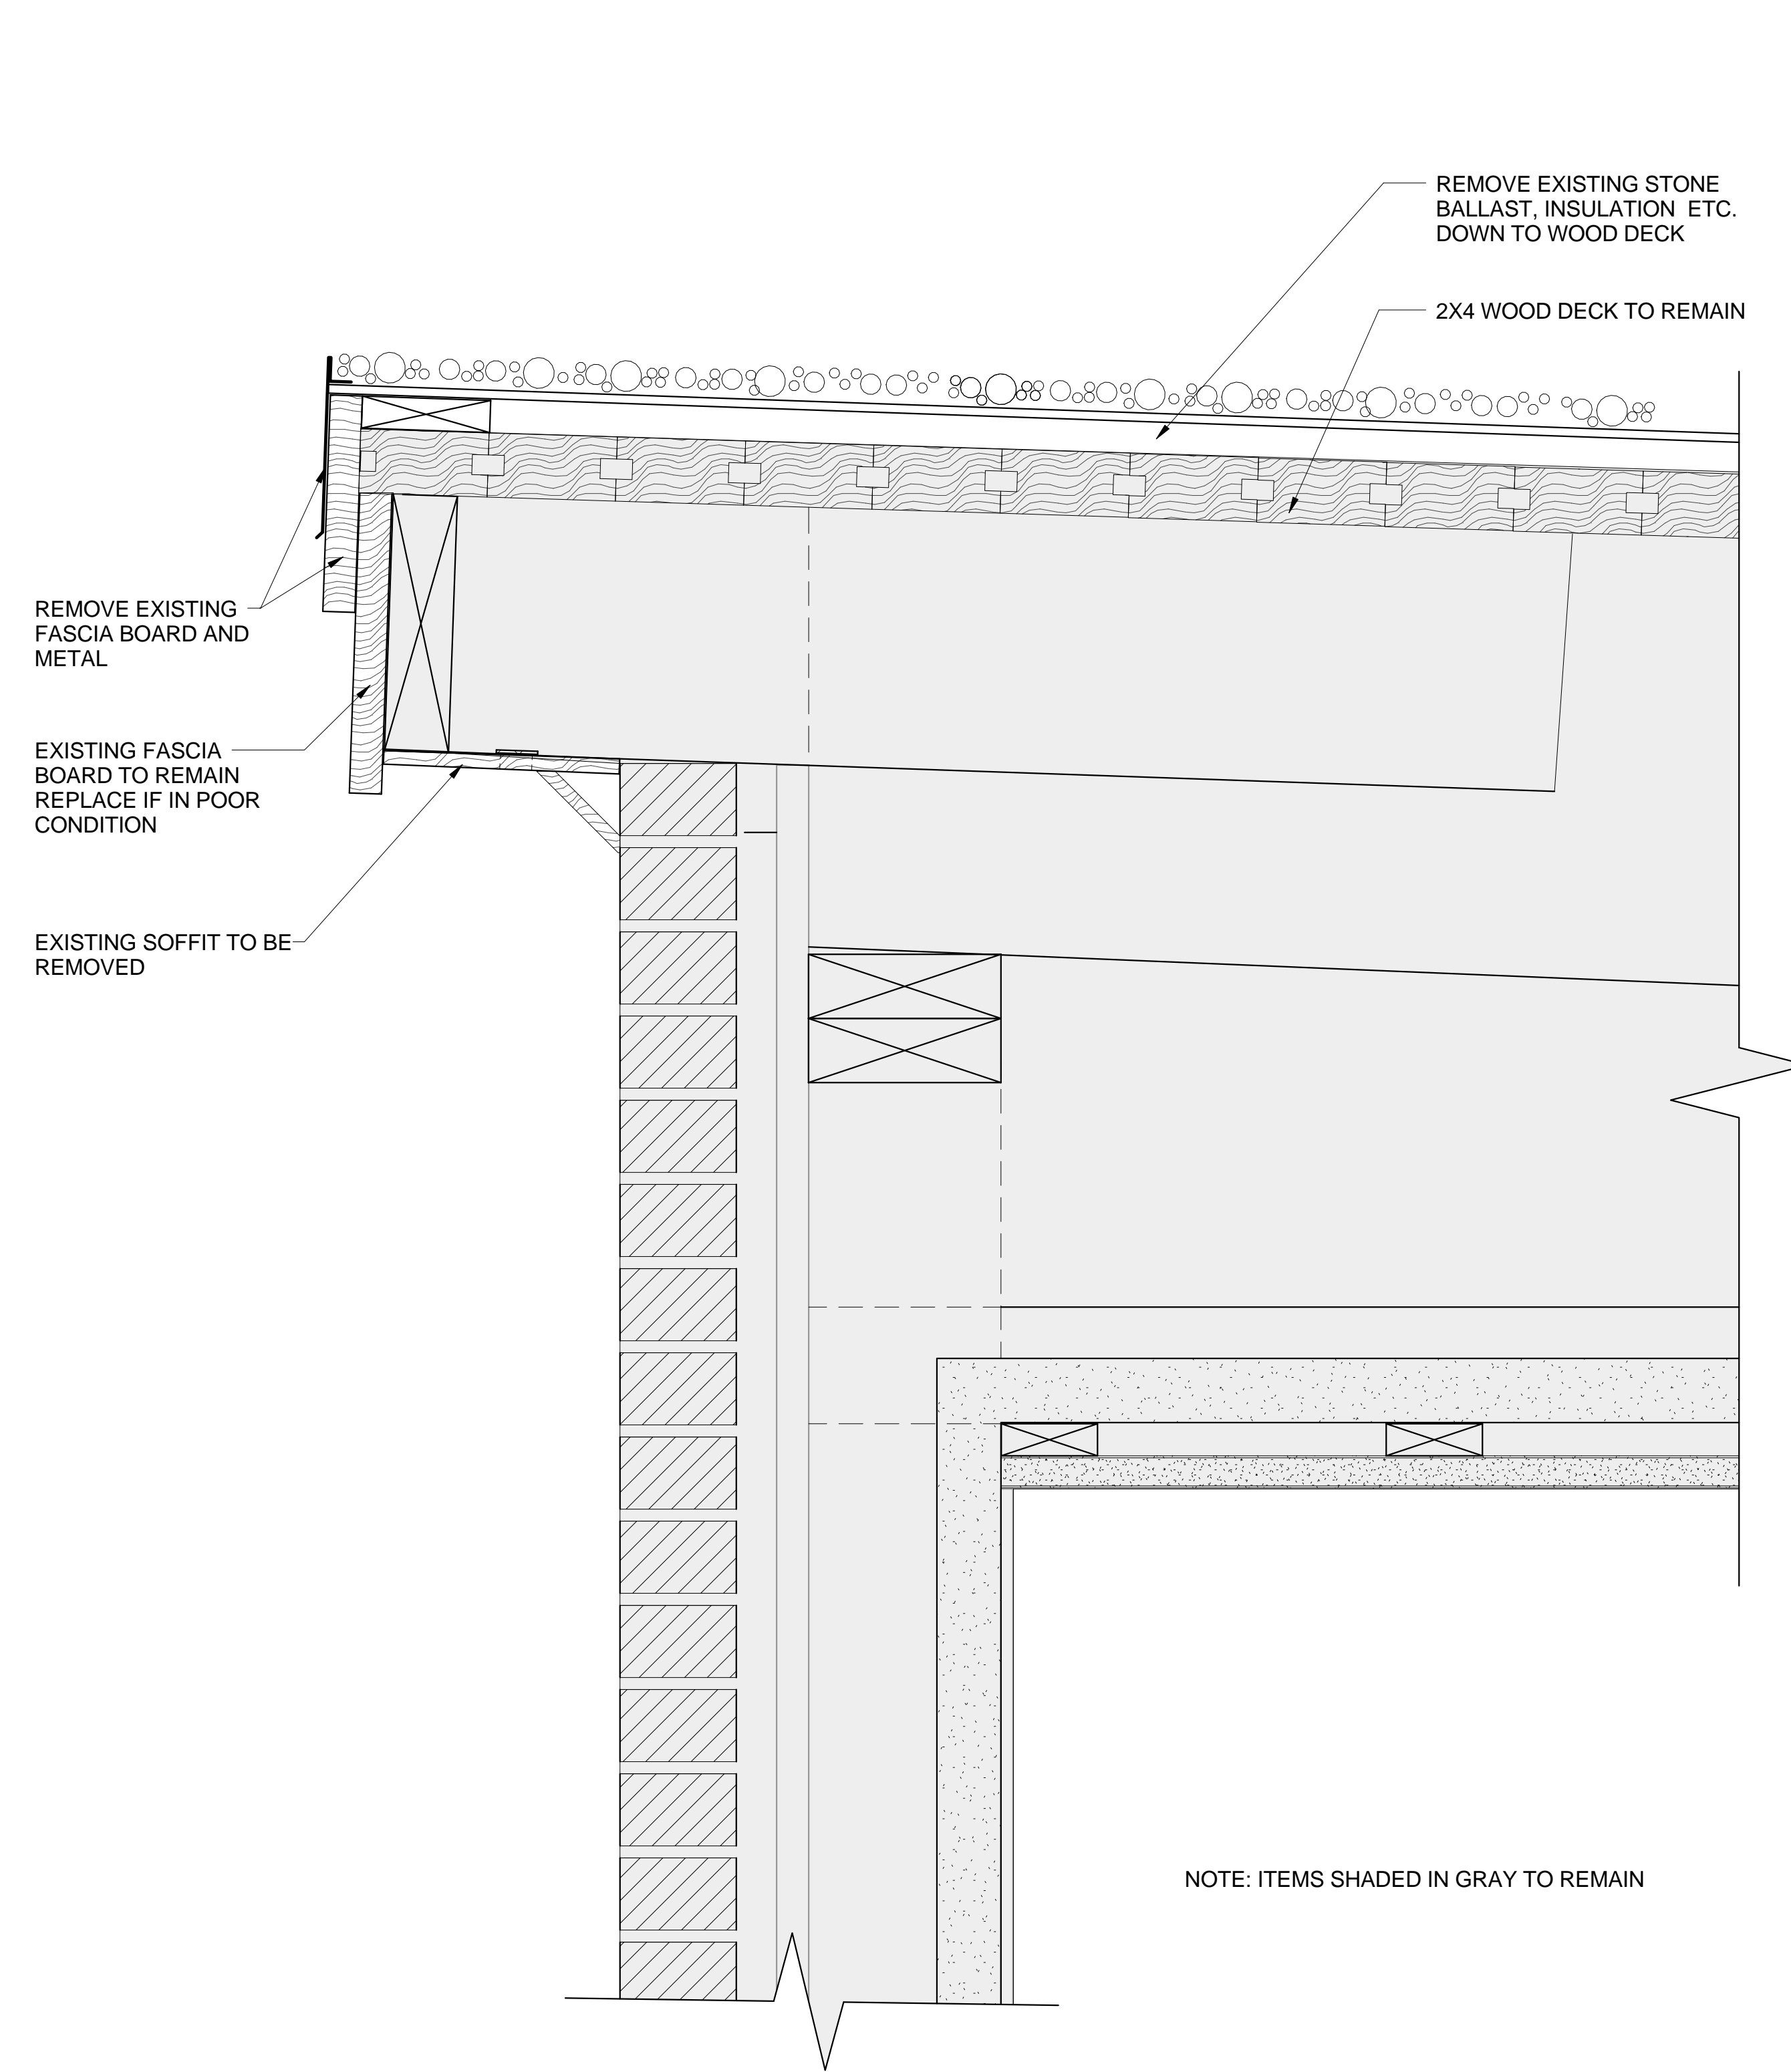 REMOVE EXISTING STONE
BALLAST, INSULATION  ETC.
DOWN TO WOOD DECK
2X4 WOOD DECK TO REMAIN
REMOVE EXISTING
FASCIA BOARD AND
METAL
EXISTING FASCIA
BOARD TO REMAIN
REPLACE IF IN POOR
CONDITION
EXISTING SOFFIT TO BE
REMOVED
NOTE: ITEMS SHADED IN GRAY TO REMAIN